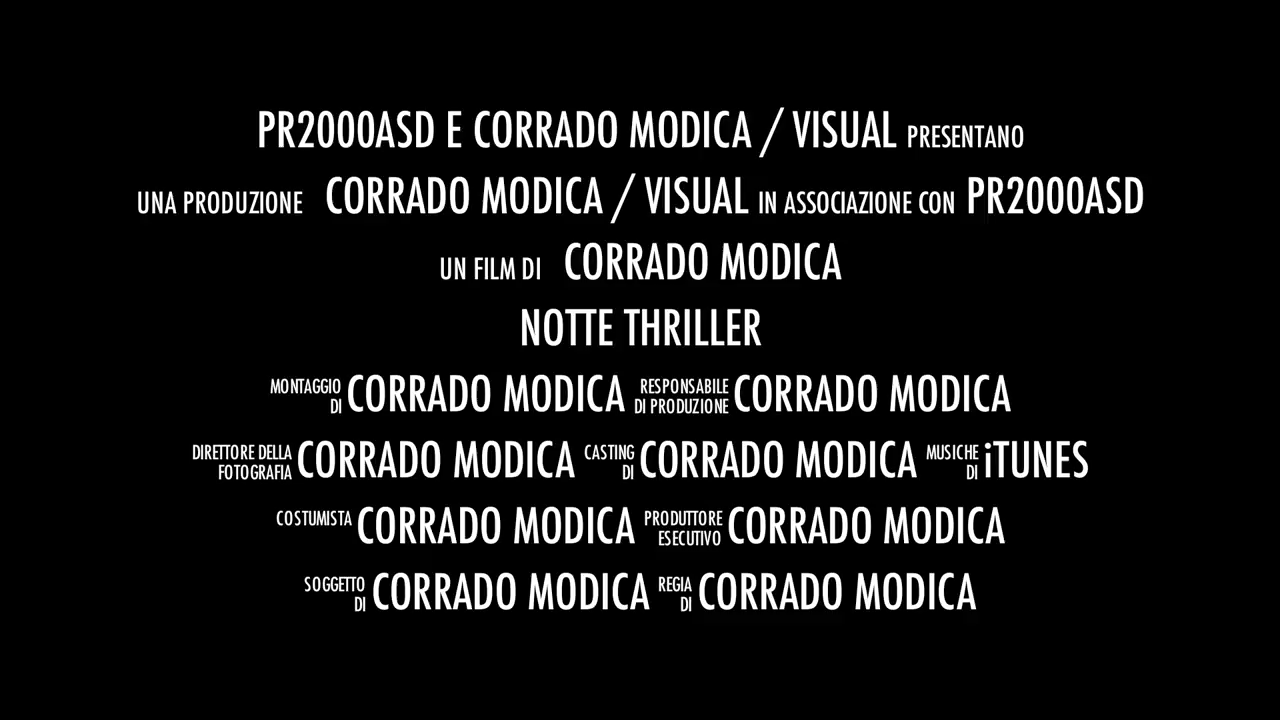 PR2000ASD E CORRADO MODICA / VISUAL PRESENTANO
UNA PRODUZIONE CORRADO MODICA / VISUAL IN ASSOCIAZIONE CON PR2000ASD
UN FILM DI CORRADO MODICA
NOTTE THRILLER
MONTAGGIO DI CORRADO MODICA RESPONSABILE DI PRODUZIONE CORRADO MODICA
DIRETTORE DELLA FOTOGRAFIA CORRADO MODICA CASTING DI CORRADO MODICA MUSICHE DI iTUNES
COSTUMISTA CORRADO MODICA PRODUTTORE ESECUTIVO CORRADO MODICA
SOGGETTO DI CORRADO MODICA REGIA DI CORRADO MODICA